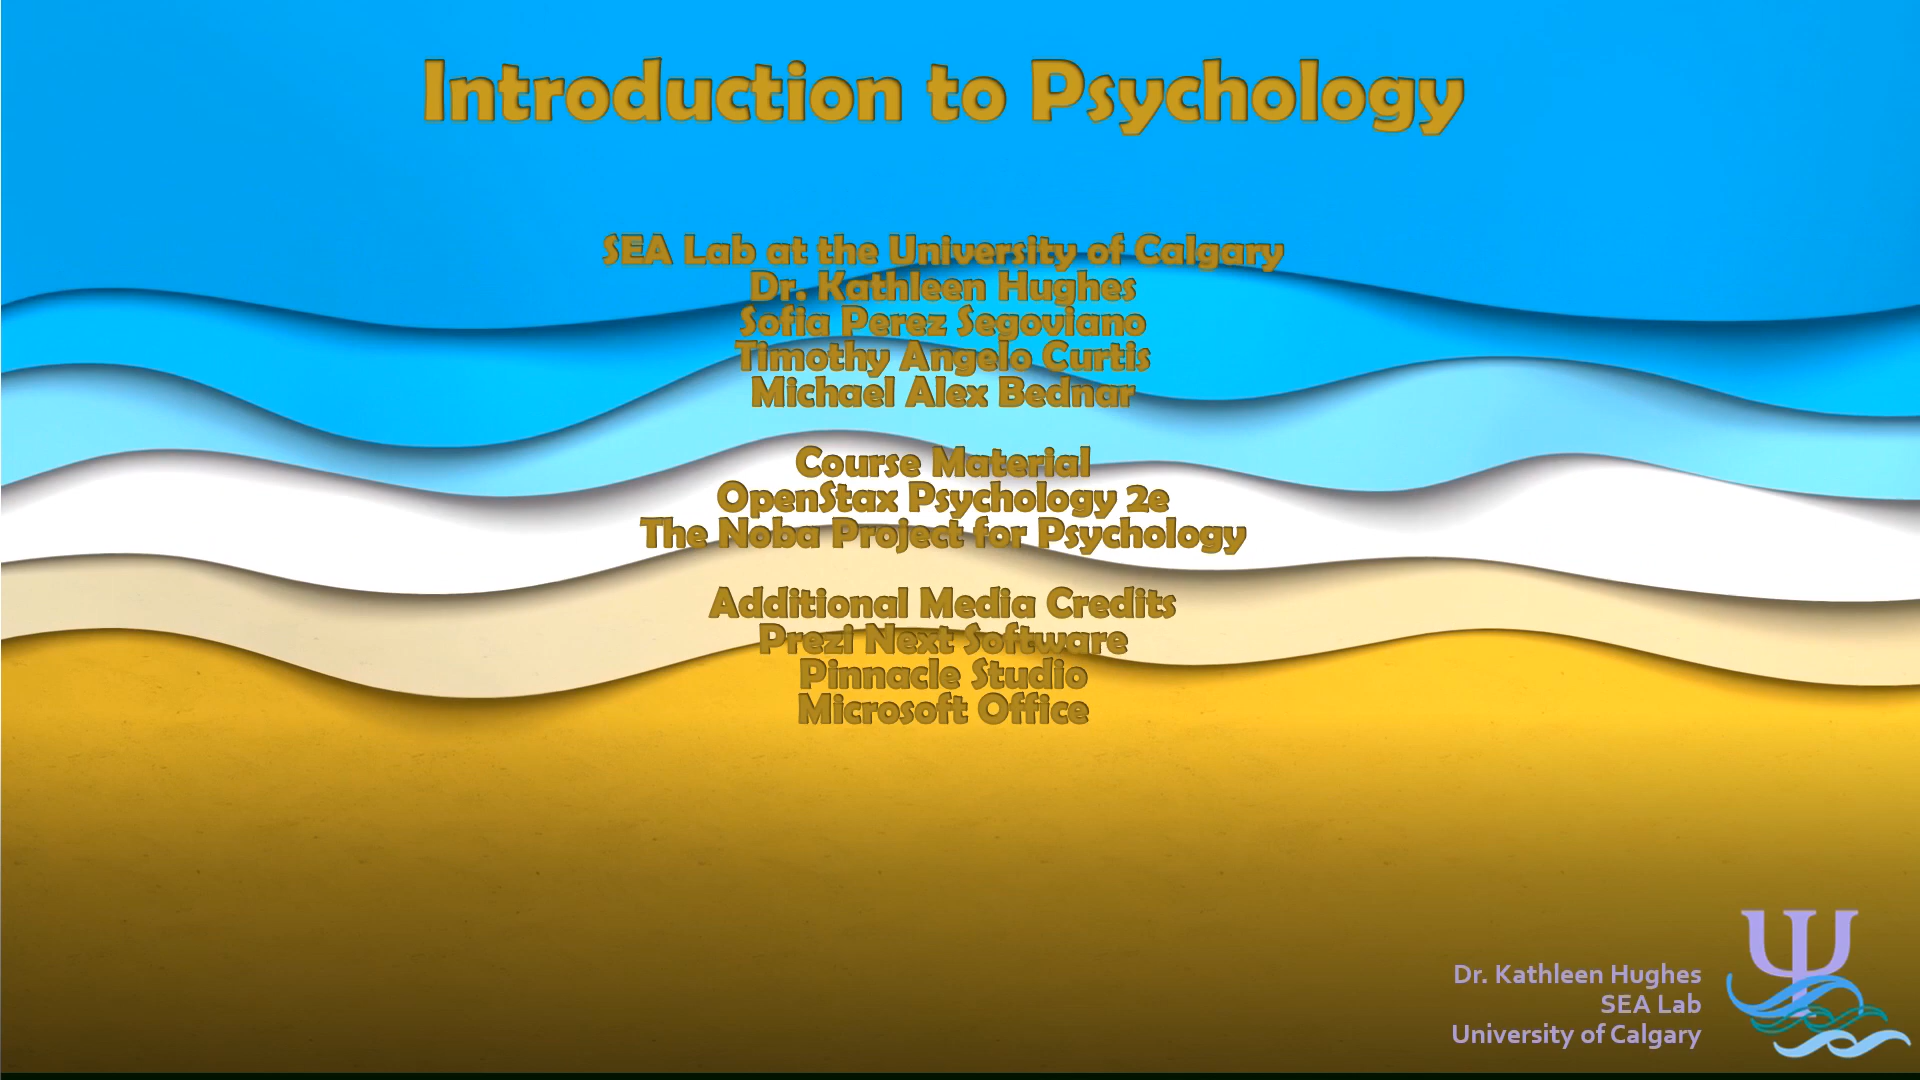 Introduction to Psychology
SEA Lab at the University of Calgary
Dr. Kathleen Hughes
Sofia Perez Segoviano
Timothy Angelo Curtis
Michael Alex Bednar
Course Material
OpenStax Psychology 2e
The Noba Project for Psychology
Additional Media Credits
Prezi Next Software
Pinnacle Studio
Microsoft Office
Dr. Kathleen Hughes
SEA Lab
University of Calgary